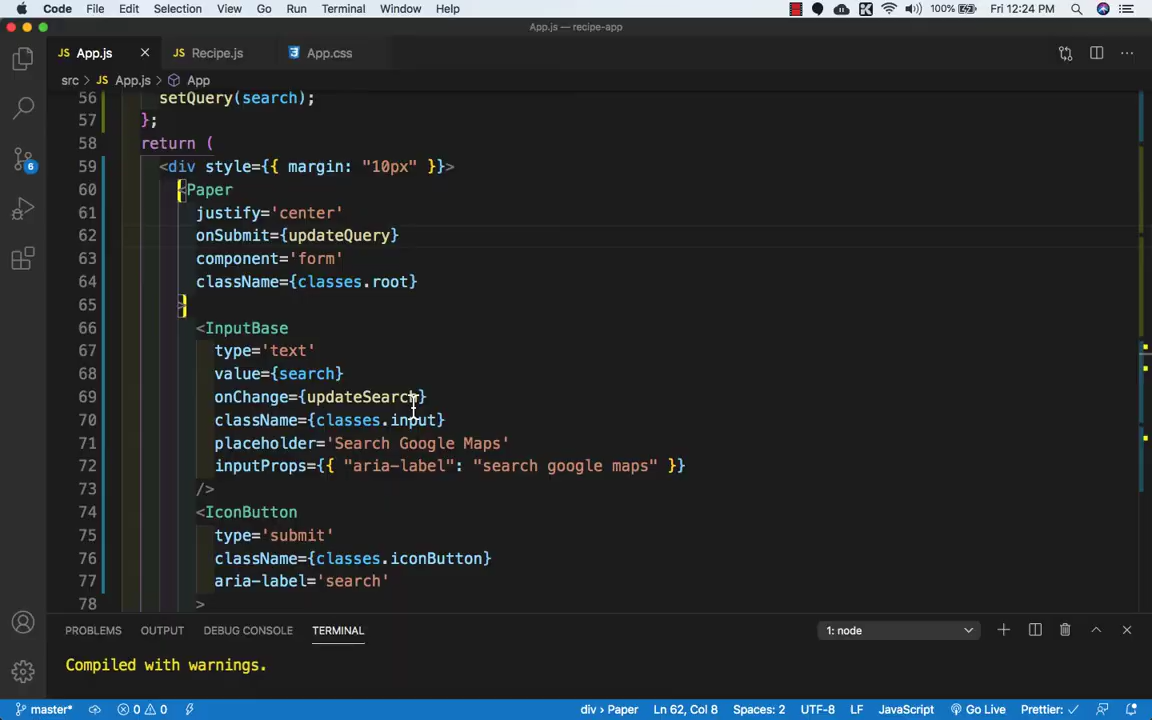 Code File Edit Selection View Go Run Terminal Window Help 100% Fri 12:24 PM
App.js — recipe-app
JS App.js JS Recipe.js App.css
src › JS App.js › App
56 setQuery(search);
57 };
58 return (
59 <div style={{ margin: "10px" }}>
60 <Paper
61 justify='center'
62 onSubmit={updateQuery}
63 component='form'
64 className={classes.root}
65 >
66 <InputBase
67 type='text'
68 value={search}
69 onChange={updateSearch}
70 className={classes.input}
71 placeholder='Search Google Maps'
72 inputProps={{ "aria-label": "search google maps" }}
73 />
74 <IconButton
75 type='submit'
76 className={classes.iconButton}
77 aria-label='search'
78 >
6
PROBLEMS OUTPUT DEBUG CONSOLE TERMINAL 1: node
Compiled with warnings.
master* 0 0 div › Paper Ln 62, Col 8 Spaces: 2 UTF-8 LF JavaScript Go Live Prettier: ✓